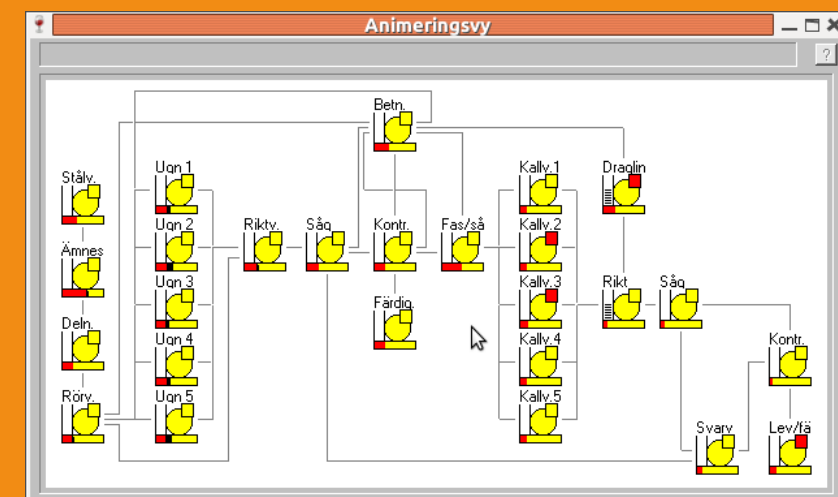 Animeringsvy
?
Betn.
Stålv.
Ugn 1
Kallv.1
Draglin
Ugn 2
Riktv.
Såg
Kontr.
Fas/så
Kallv.2
Ämnes
Ugn 3
Färdig.
Kallv.3
Rikt
Såg
Deln.
Ugn 4
Kallv.4
Kontr.
Rörv.
Ugn 5
Kallv.5
Svarv
Lev/fä